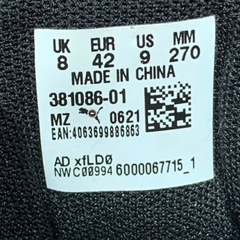 UK EUR US MM
8 42 9 270
MADE IN CHINA
381086-01
MZ 0621
EAN:4063699886863
AD xfLDØ
NWC00994 6000067715_1